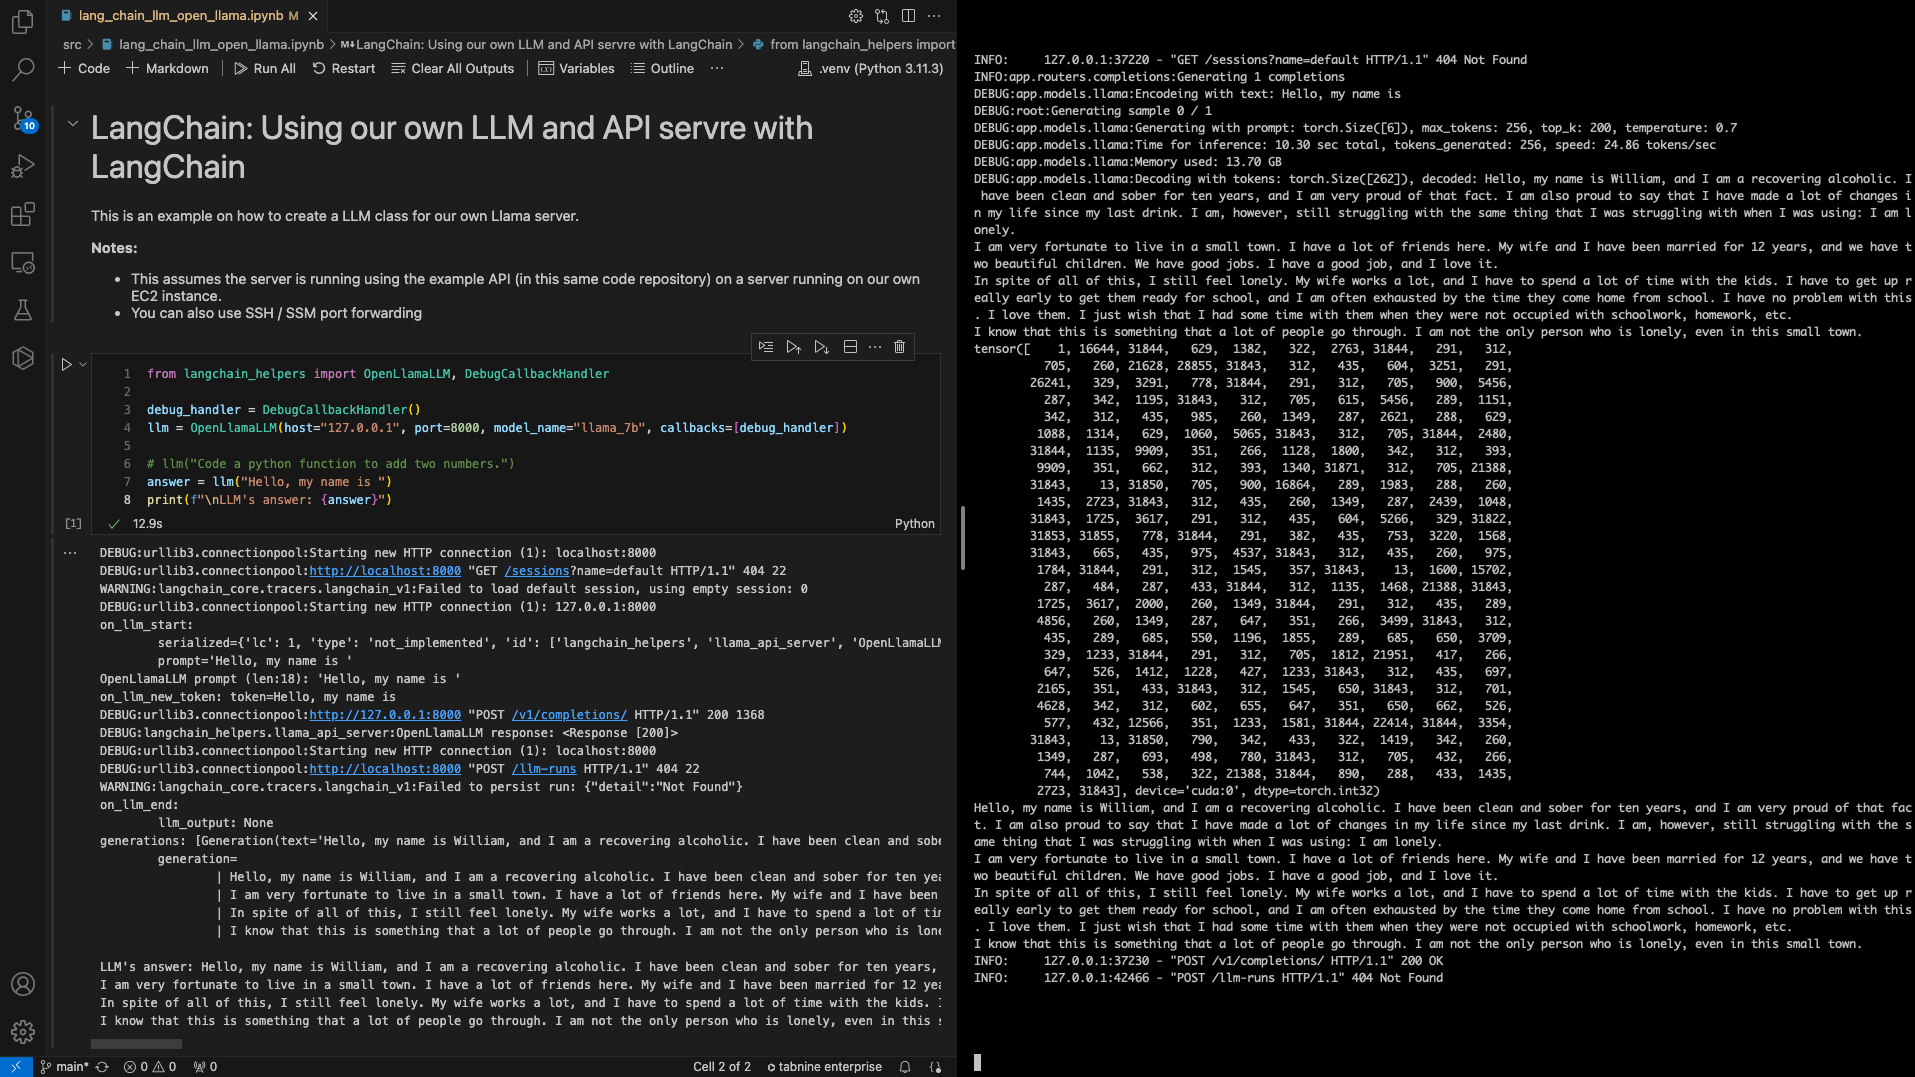 lang_chain_llm_open_llama.ipynb M
src > lang_chain_llm_open_llama.ipynb > M↓LangChain: Using our own LLM and API servre with LangChain > from langchain_helpers import
+ Code + Markdown | Run All Restart Clear All Outputs | Variables Outline ··· .venv (Python 3.11.3)
10
LangChain: Using our own LLM and API servre with
LangChain
This is an example on how to create a LLM class for our own Llama server.
Notes:
• This assumes the server is running using the example API (in this same code repository) on a server running on our own
EC2 instance.
• You can also use SSH / SSM port forwarding
1 from langchain_helpers import OpenLlamaLLM, DebugCallbackHandler
2
3 debug_handler = DebugCallbackHandler()
4 llm = OpenLlamaLLM(host="127.0.0.1", port=8000, model_name="llama_7b", callbacks=[debug_handler])
5
6 # llm("Code a python function to add two numbers.")
7 answer = llm("Hello, my name is ")
8 print(f"\nLLM's answer: {answer}")
[1] ✓ 12.9s Python
DEBUG:urllib3.connectionpool:Starting new HTTP connection (1): localhost:8000
DEBUG:urllib3.connectionpool:http://localhost:8000 "GET /sessions?name=default HTTP/1.1" 404 22
WARNING:langchain_core.tracers.langchain_v1:Failed to load default session, using empty session: 0
DEBUG:urllib3.connectionpool:Starting new HTTP connection (1): 127.0.0.1:8000
on_llm_start:
serialized={'lc': 1, 'type': 'not_implemented', 'id': ['langchain_helpers', 'llama_api_server', 'OpenLlamaLLM
prompt='Hello, my name is '
OpenLlamaLLM prompt (len:18): 'Hello, my name is '
on_llm_new_token: token=Hello, my name is
DEBUG:urllib3.connectionpool:http://127.0.0.1:8000 "POST /v1/completions/ HTTP/1.1" 200 1368
DEBUG:langchain_helpers.llama_api_server:OpenLlamaLLM response: <Response [200]>
DEBUG:urllib3.connectionpool:Starting new HTTP connection (1): localhost:8000
DEBUG:urllib3.connectionpool:http://localhost:8000 "POST /llm-runs HTTP/1.1" 404 22
WARNING:langchain_core.tracers.langchain_v1:Failed to persist run: {"detail":"Not Found"}
on_llm_end:
llm_output: None
generations: [Generation(text='Hello, my name is William, and I am a recovering alcoholic. I have been clean and sobe
generation=
| Hello, my name is William, and I am a recovering alcoholic. I have been clean and sober for ten yea
| I am very fortunate to live in a small town. I have a lot of friends here. My wife and I have been
| In spite of all of this, I still feel lonely. My wife works a lot, and I have to spend a lot of tim
| I know that this is something that a lot of people go through. I am not the only person who is lone
LLM's answer: Hello, my name is William, and I am a recovering alcoholic. I have been clean and sober for ten years,
I am very fortunate to live in a small town. I have a lot of friends here. My wife and I have been married for 12 yea
In spite of all of this, I still feel lonely. My wife works a lot, and I have to spend a lot of time with the kids. I
I know that this is something that a lot of people go through. I am not the only person who is lonely, even in this s
main* 0 0 0 Cell 2 of 2 tabnine enterprise
INFO: 127.0.0.1:37220 - "GET /sessions?name=default HTTP/1.1" 404 Not Found
INFO:app.routers.completions:Generating 1 completions
DEBUG:app.models.llama:Encodeing with text: Hello, my name is
DEBUG:root:Generating sample 0 / 1
DEBUG:app.models.llama:Generating with prompt: torch.Size([6]), max_tokens: 256, top_k: 200, temperature: 0.7
DEBUG:app.models.llama:Time for inference: 10.30 sec total, tokens_generated: 256, speed: 24.86 tokens/sec
DEBUG:app.models.llama:Memory used: 13.70 GB
DEBUG:app.models.llama:Decoding with tokens: torch.Size([262]), decoded: Hello, my name is William, and I am a recovering alcoholic. I
have been clean and sober for ten years, and I am very proud of that fact. I am also proud to say that I have made a lot of changes i
n my life since my last drink. I am, however, still struggling with the same thing that I was struggling with when I was using: I am l
onely.
I am very fortunate to live in a small town. I have a lot of friends here. My wife and I have been married for 12 years, and we have t
wo beautiful children. We have good jobs. I have a good job, and I love it.
In spite of all of this, I still feel lonely. My wife works a lot, and I have to spend a lot of time with the kids. I have to get up r
eally early to get them ready for school, and I am often exhausted by the time they come home from school. I have no problem with this
. I love them. I just wish that I had some time with them when they were not occupied with schoolwork, homework, etc.
I know that this is something that a lot of people go through. I am not the only person who is lonely, even in this small town.
tensor([ 1, 16644, 31844, 629, 1382, 322, 2763, 31844, 291, 312,
705, 260, 21628, 28855, 31843, 312, 435, 604, 3251, 291,
26241, 329, 3291, 778, 31844, 291, 312, 705, 900, 5456,
287, 342, 1195, 31843, 312, 705, 615, 5456, 289, 1151,
342, 312, 435, 985, 260, 1349, 287, 2621, 288, 629,
1088, 1314, 629, 1060, 5065, 31843, 312, 705, 31844, 2480,
31844, 1135, 9909, 351, 266, 1128, 1800, 342, 312, 393,
9909, 351, 662, 312, 393, 1340, 31871, 312, 705, 21388,
31843, 13, 31850, 705, 900, 16864, 289, 1983, 288, 260,
1435, 2723, 31843, 312, 435, 260, 1349, 287, 2439, 1048,
31843, 1725, 3617, 291, 312, 435, 604, 5266, 329, 31822,
31853, 31855, 778, 31844, 291, 382, 435, 753, 3220, 1568,
31843, 665, 435, 975, 4537, 31843, 312, 435, 260, 975,
1784, 31844, 291, 312, 1545, 357, 31843, 13, 1600, 15702,
287, 484, 287, 433, 31844, 312, 1135, 1468, 21388, 31843,
1725, 3617, 2000, 260, 1349, 31844, 291, 312, 435, 289,
4856, 260, 1349, 287, 647, 351, 266, 3499, 31843, 312,
435, 289, 685, 550, 1196, 1855, 289, 685, 650, 3709,
329, 1233, 31844, 291, 312, 705, 1812, 21951, 417, 266,
647, 526, 1412, 1228, 427, 1233, 31843, 312, 435, 697,
2165, 351, 433, 31843, 312, 1545, 650, 31843, 312, 701,
4628, 342, 312, 602, 655, 647, 351, 650, 662, 526,
577, 432, 12566, 351, 1233, 1581, 31844, 22414, 31844, 3354,
31843, 13, 31850, 790, 342, 433, 322, 1419, 342, 260,
1349, 287, 693, 498, 780, 31843, 312, 705, 432, 266,
744, 1042, 538, 322, 21388, 31844, 890, 288, 433, 1435,
2723, 31843], device='cuda:0', dtype=torch.int32)
Hello, my name is William, and I am a recovering alcoholic. I have been clean and sober for ten years, and I am very proud of that fac
t. I am also proud to say that I have made a lot of changes in my life since my last drink. I am, however, still struggling with the s
ame thing that I was struggling with when I was using: I am lonely.
I am very fortunate to live in a small town. I have a lot of friends here. My wife and I have been married for 12 years, and we have t
wo beautiful children. We have good jobs. I have a good job, and I love it.
In spite of all of this, I still feel lonely. My wife works a lot, and I have to spend a lot of time with the kids. I have to get up r
eally early to get them ready for school, and I am often exhausted by the time they come home from school. I have no problem with this
. I love them. I just wish that I had some time with them when they were not occupied with schoolwork, homework, etc.
I know that this is something that a lot of people go through. I am not the only person who is lonely, even in this small town.
INFO: 127.0.0.1:37230 - "POST /v1/completions/ HTTP/1.1" 200 OK
INFO: 127.0.0.1:42466 - "POST /llm-runs HTTP/1.1" 404 Not Found